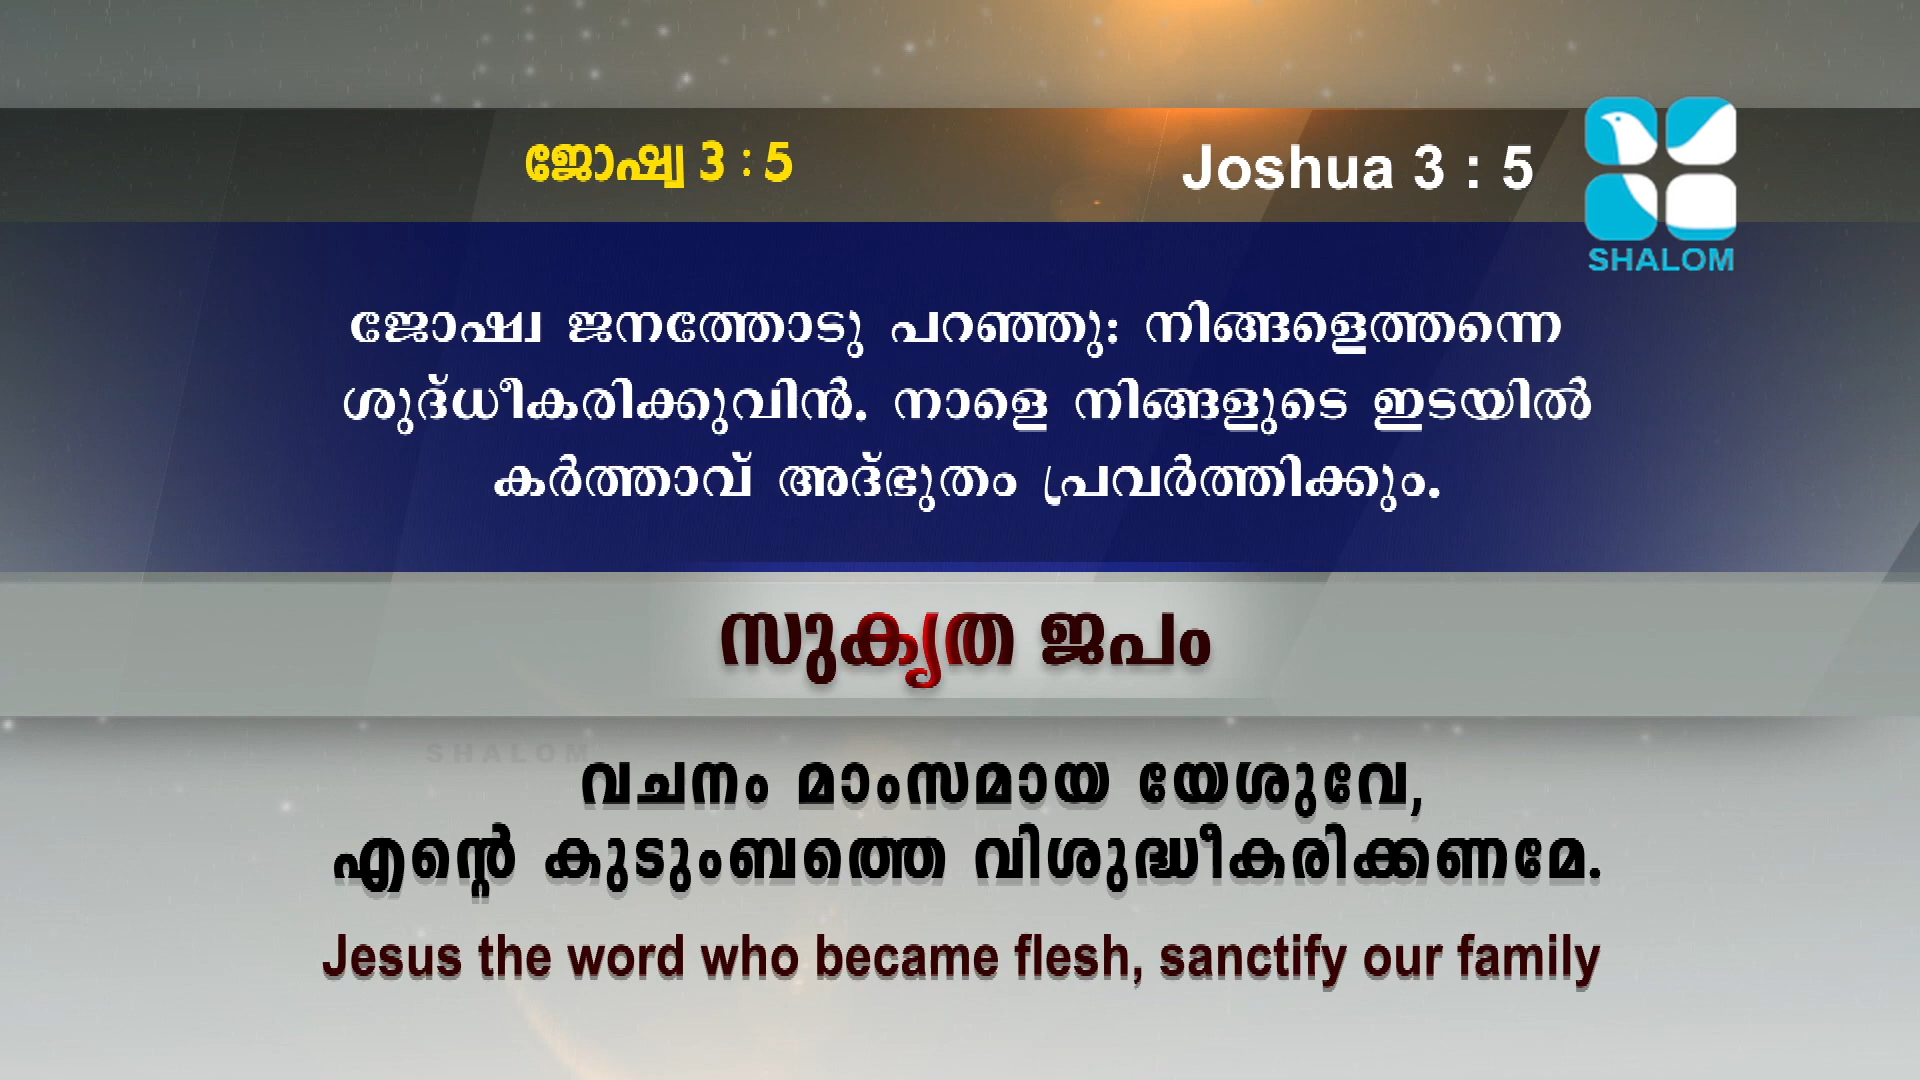 ജോഷ്വ 3 : 5
Joshua 3 : 5
SHALOM
ജോഷ്വ ജനത്തോടു പറഞ്ഞു: നിങ്ങളെത്തന്നെ
ശുദ്ധീകരിക്കുവിൻ. നാളെ നിങ്ങളുടെ ഇടയിൽ
കർത്താവ് അദ്ഭുതം പ്രവർത്തിക്കും.
സുകൃത ജപം
SHALOM
വചനം മാംസമായ യേശുവേ,
എന്റെ കുടുംബത്തെ വിശുദ്ധീകരിക്കണമേ.
Jesus the word who became flesh, sanctify our family